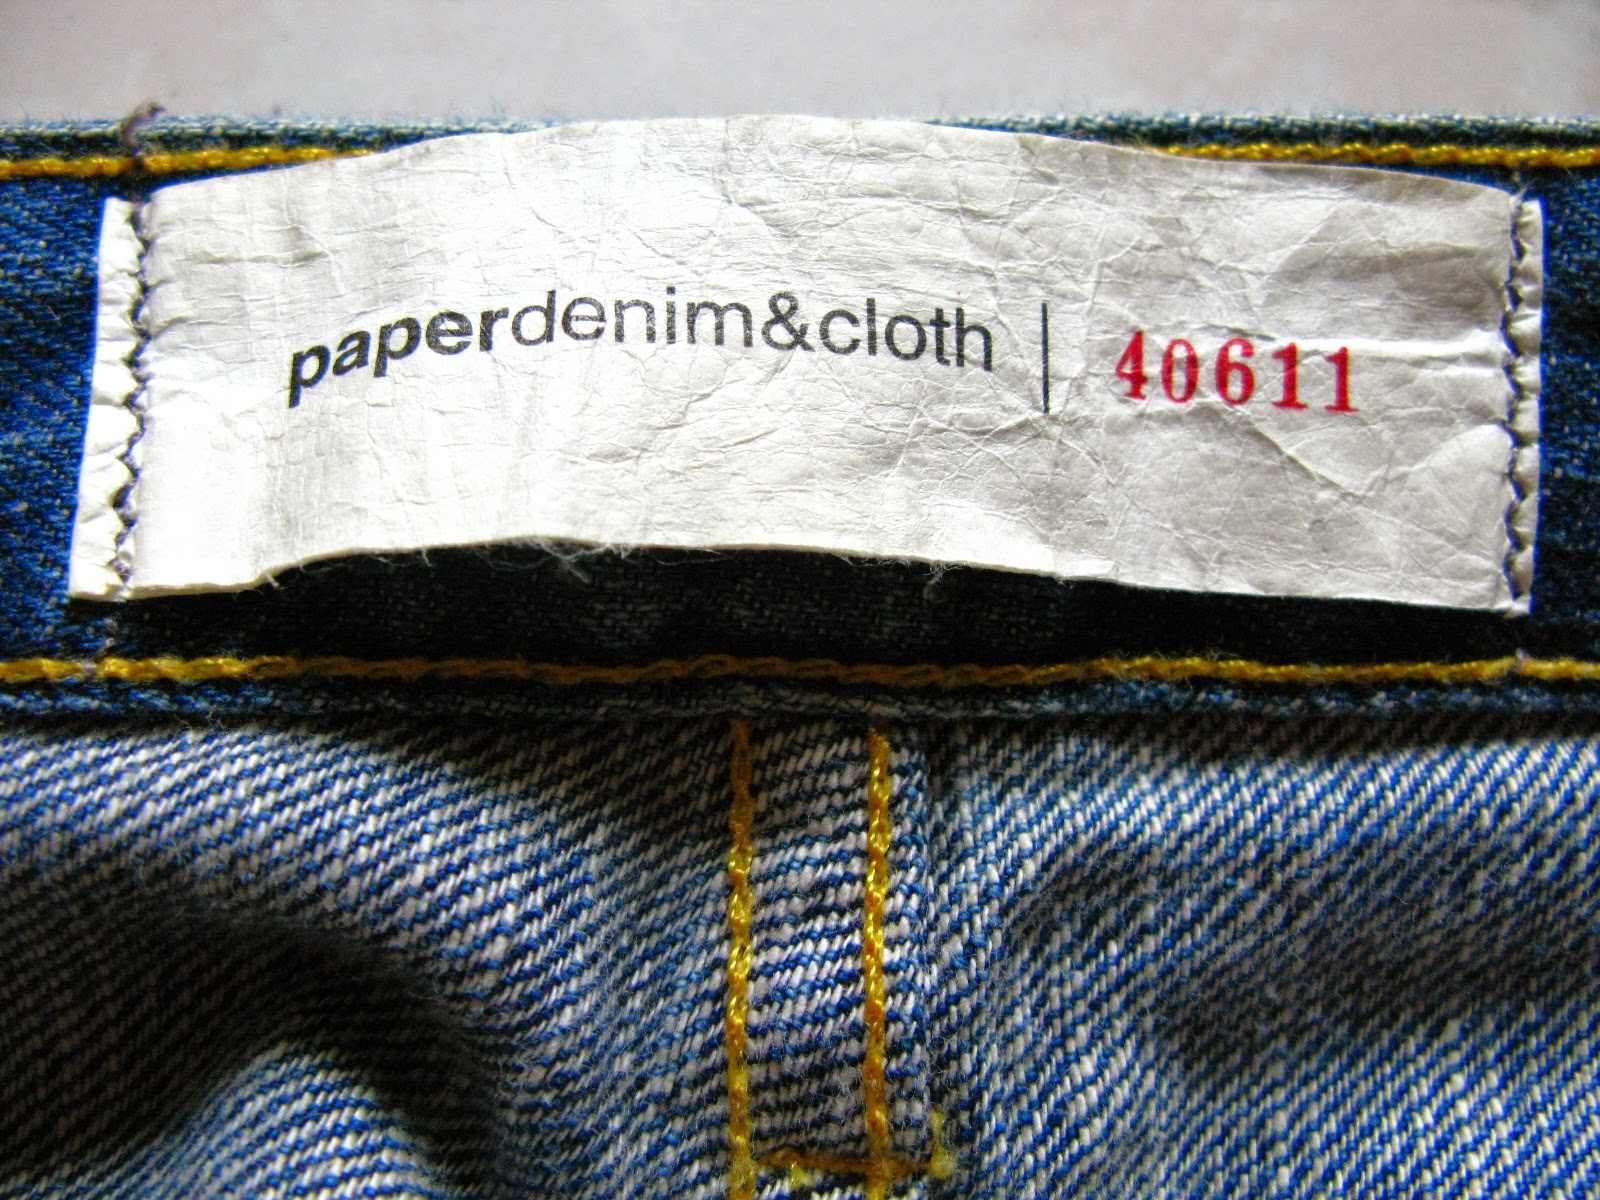 paperdenim&cloth | 40611